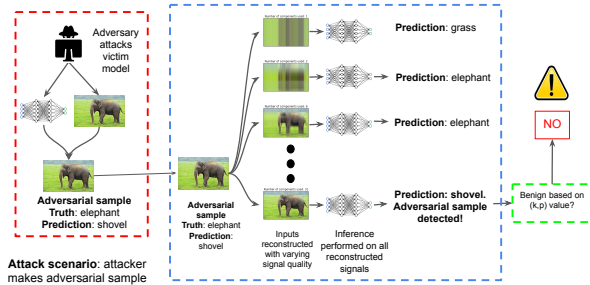 Adversary
attacks
victim
model
Adversarial sample
Truth: elephant
Prediction: shovel
Attack scenario: attacker
makes adversarial sample
Adversarial
sample
Truth: elephant
Prediction:
shovel
Inputs
reconstructed
with varying
signal quality
Inference
performed on all
reconstructed
signals
Prediction: grass
Prediction: elephant
Prediction: elephant
Prediction: shovel.
Adversarial sample
detected!
Benign based on
(k,p) value?
NO